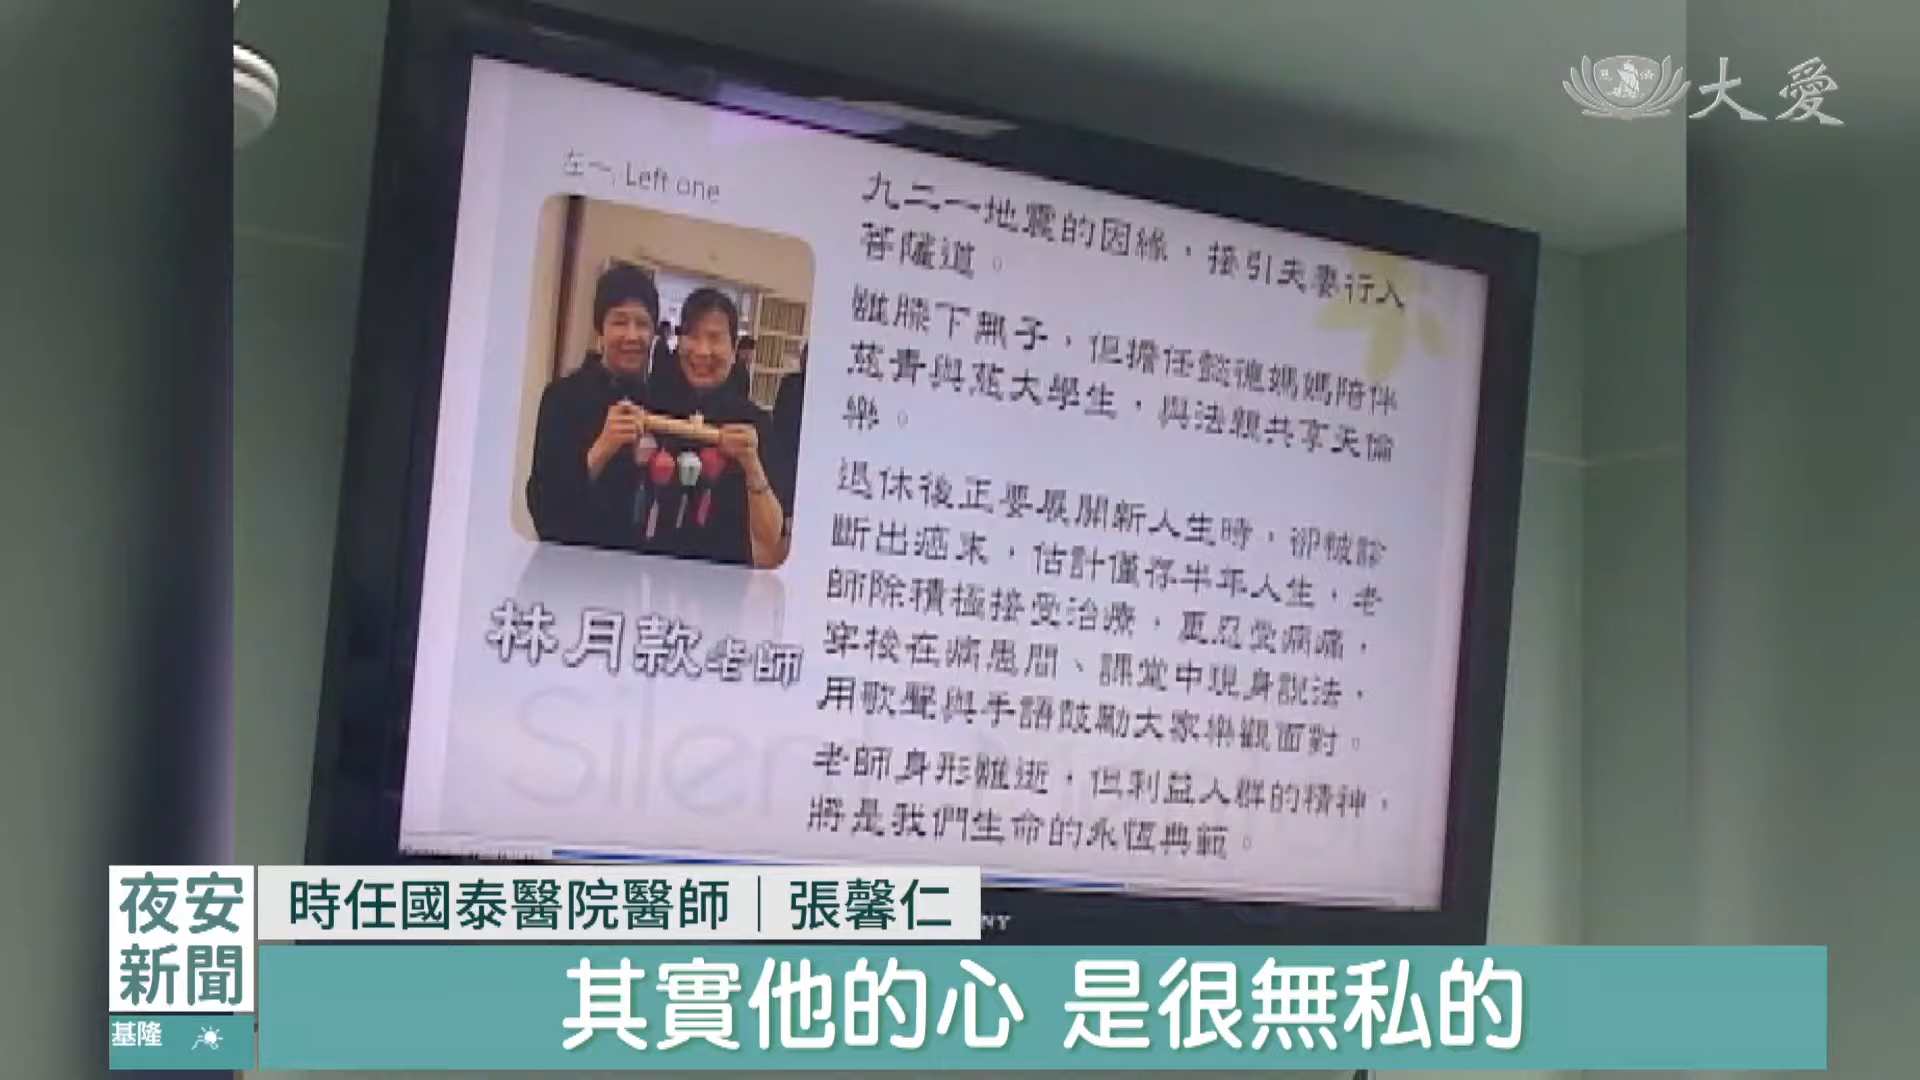 大愛
左一, Left one
九二一地震的因緣，接引夫妻行入
菩薩道。
雖膝下無子，但擔任懿德媽媽陪伴
慈青與慈大學生，與法親共享天倫
樂。
退休後正要展開新人生時，卻被診
斷出癌末，估計僅存半年人生，老
師除積極接受治療，更忍受病痛，
穿梭在病患間、課堂中現身說法，
用歌聲與手語鼓勵大家樂觀面對。
老師身形雖逝，但利益人群的精神，
將是我們生命的永恆典範。
林月款老師
Silen
夜安
新聞
基隆
時任國泰醫院醫師｜張馨仁
其實他的心 是很無私的